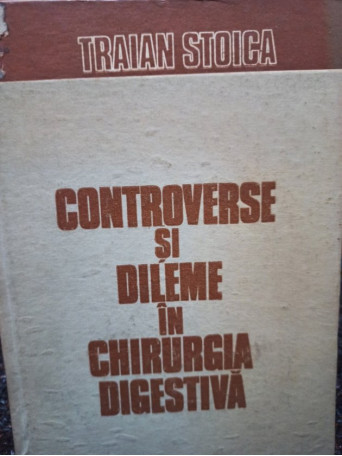 TRAIAN STOICA
CONTROVERSE
ȘI
DILEME
ÎN
CHIRURGIA
DIGESTIVĂ